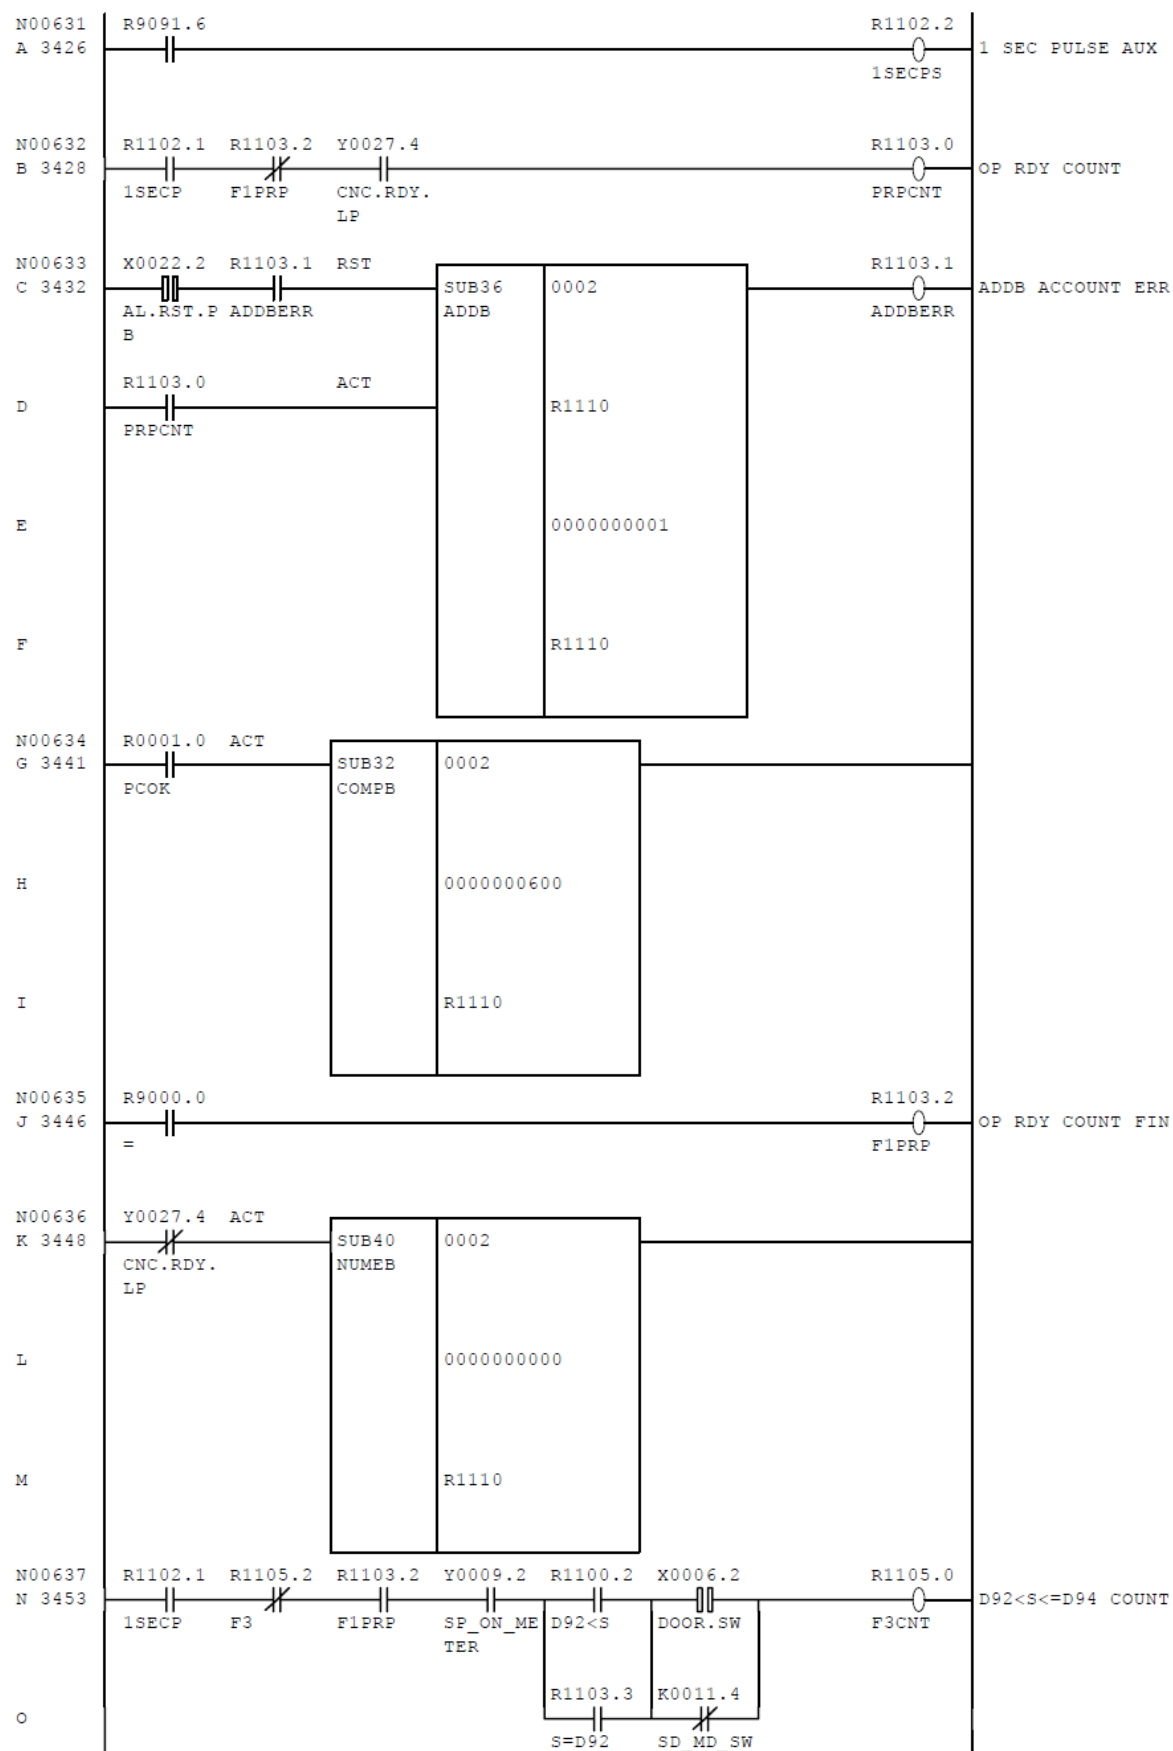 N00631 R9091.6 R1102.2
A 3426 1 SEC PULSE AUX
1SECPS
N00632 R1102.1 R1103.2 Y0027.4 R1103.0
B 3428 OP RDY COUNT
1SECP F1PRP CNC.RDY. PRPCNT
LP
N00633 X0022.2 R1103.1 RST R1103.1
C 3432 SUB36 0002 ADDB ACCOUNT ERR
AL.RST.P ADDBERR ADDB ADDBERR
B
R1103.0 ACT
D R1110
PRPCNT
E 0000000001
F R1110
N00634 R0001.0 ACT
G 3441 SUB32 0002
PCOK COMPB
H 0000000600
I R1110
N00635 R9000.0 R1103.2
J 3446 OP RDY COUNT FIN
= F1PRP
N00636 Y0027.4 ACT
K 3448 SUB40 0002
CNC.RDY. NUMEB
LP
L 0000000000
M R1110
N00637 R1102.1 R1105.2 R1103.2 Y0009.2 R1100.2 X0006.2 R1105.0
N 3453 D92<S<=D94 COUNT
1SECP F3 F1PRP SP_ON_ME D92<S DOOR.SW F3CNT
TER
R1103.3 K0011.4
O
S=D92 SD_MD_SW